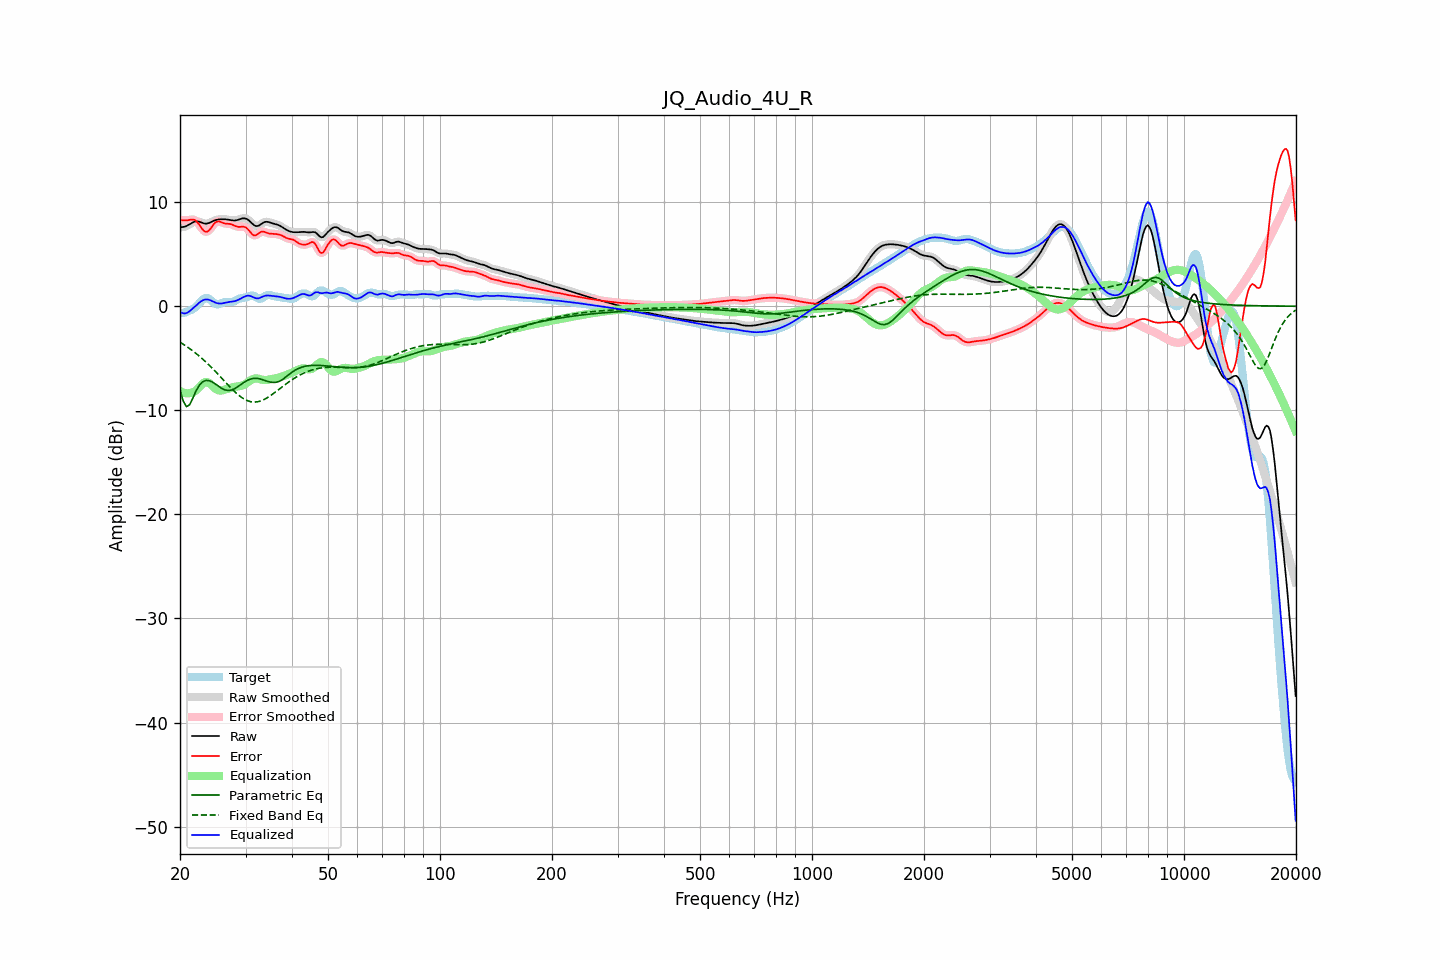 JQ_Audio_4U_R
Amplitude (dBr)
10
0
−10
−20
−30
−40
−50
Target
Raw Smoothed
Error Smoothed
Raw
Error
Equalization
Parametric Eq
Fixed Band Eq
Equalized
20 50 100 200 500 1000 2000 5000 10000 20000
Frequency (Hz)